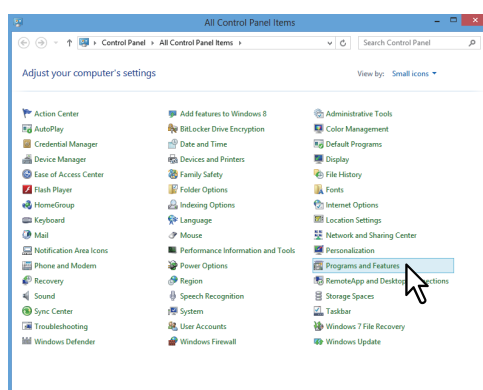 All Control Panel Items
Control Panel All Control Panel Items
Search Control Panel
Adjust your computer's settings
View by: Small icons
Action Center
Add features to Windows 8
Administrative Tools
AutoPlay
BitLocker Drive Encryption
Color Management
Credential Manager
Date and Time
Default Programs
Device Manager
Devices and Printers
Display
Ease of Access Center
Family Safety
File History
Flash Player
Folder Options
Fonts
HomeGroup
Indexing Options
Internet Options
Keyboard
Language
Location Settings
Mail
Mouse
Network and Sharing Center
Notification Area Icons
Performance Information and Tools
Personalization
Phone and Modem
Power Options
Programs and Features
Recovery
Region
RemoteApp and Desktop
Sound
Speech Recognition
Storage Spaces
Sync Center
System
Taskbar
Troubleshooting
User Accounts
Windows 7 File Recovery
Windows Defender
Windows Firewall
Windows Update